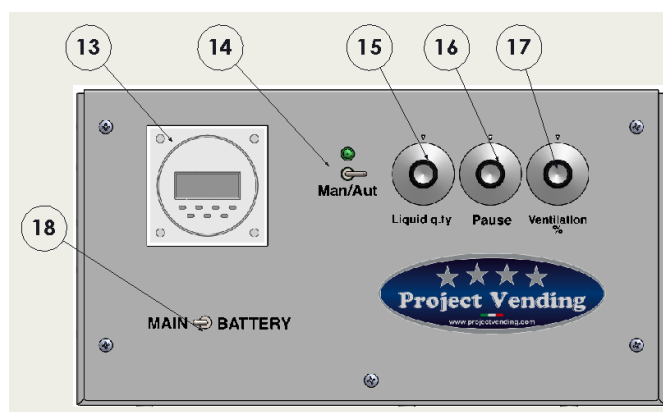 13
14
15
16
17
Man/Aut
Liquid q.ty
Pause
Ventilation
%
18
MAIN
BATTERY
Project Vending
www.projectvending.com